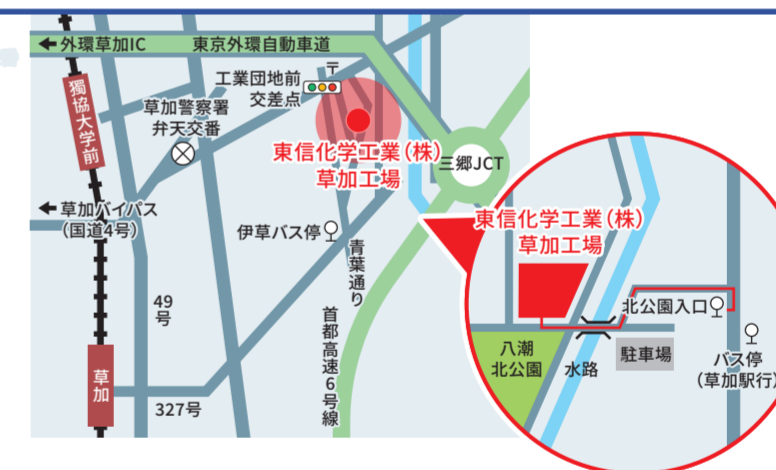 ←外環草加IC
東京外環自動車道
獨協大学前
工業団地前
交差点
〒
草加警察署
弁天交番
東信化学工業(株)
草加工場
三郷JCT
←草加バイパス
(国道4号)
伊草バス停
青葉通り
49
号
首都高速6号線
草加
327号
東信化学工業(株)
草加工場
北公園入口
八潮
北公園
水路
駐車場
バス停
(草加駅行)